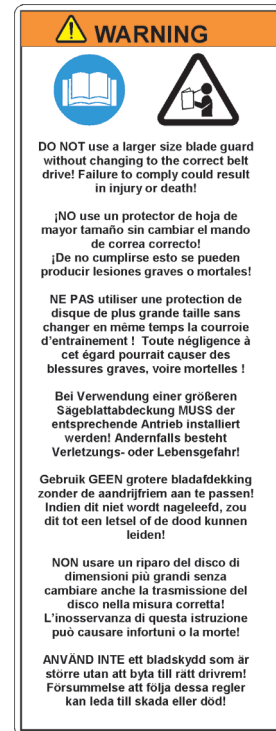 WARNING
DO NOT use a larger size blade guard
without changing to the correct belt
drive! Failure to comply could result
in injury or death!
¡NO use un protector de hoja de
mayor tamaño sin cambiar el mando
de correa correcto!
¡De no cumplirse esto se pueden
producir lesiones graves o mortales!
NE PAS utiliser une protection de
disque de plus grande taille sans
changer en même temps la courroie
d'entraînement ! Toute négligence à
cet égard pourrait causer des
blessures graves, voire mortelles !
Bei Verwendung einer größeren
Sägeblattabdeckung MUSS der
entsprechende Antrieb installiert
werden! Andernfalls besteht
Verletzungs- oder Lebensgefahr!
Gebruik GEEN grotere bladafdekking
zonder de aandrijfriem aan te passen!
Indien dit niet wordt nageleefd, zou
dit tot een letsel of de dood kunnen
leiden!
NON usare un riparo del disco di
dimensioni più grandi senza
cambiare anche la trasmissione del
disco nella misura corretta!
L'inosservanza di questa istruzione
può causare infortuni o la morte!
ANVÄND INTE ett bladskydd som är
större utan att byta till rätt drivrem!
Försummelse att följa dessa regler
kan leda till skada eller död!